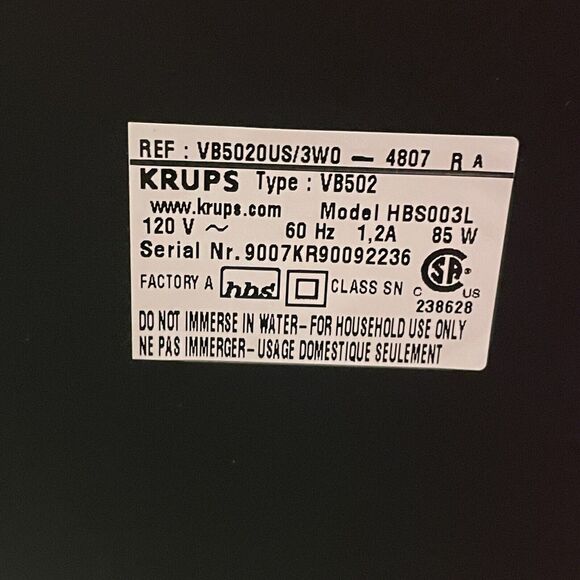 REF : VB5020US/3W0 — 4807 R A
KRUPS Type : VB502
www.krups.com Model HBS003L
120 V ~ 60 Hz 1,2A 85 W
Serial Nr. 9007KR90092236
FACTORY A hbs CLASS SN C SA ® US
238628
DO NOT IMMERSE IN WATER-FOR HOUSEHOLD USE ONLY
NE PAS IMMERGER-USAGE DOMESTIQUE SEULEMENT